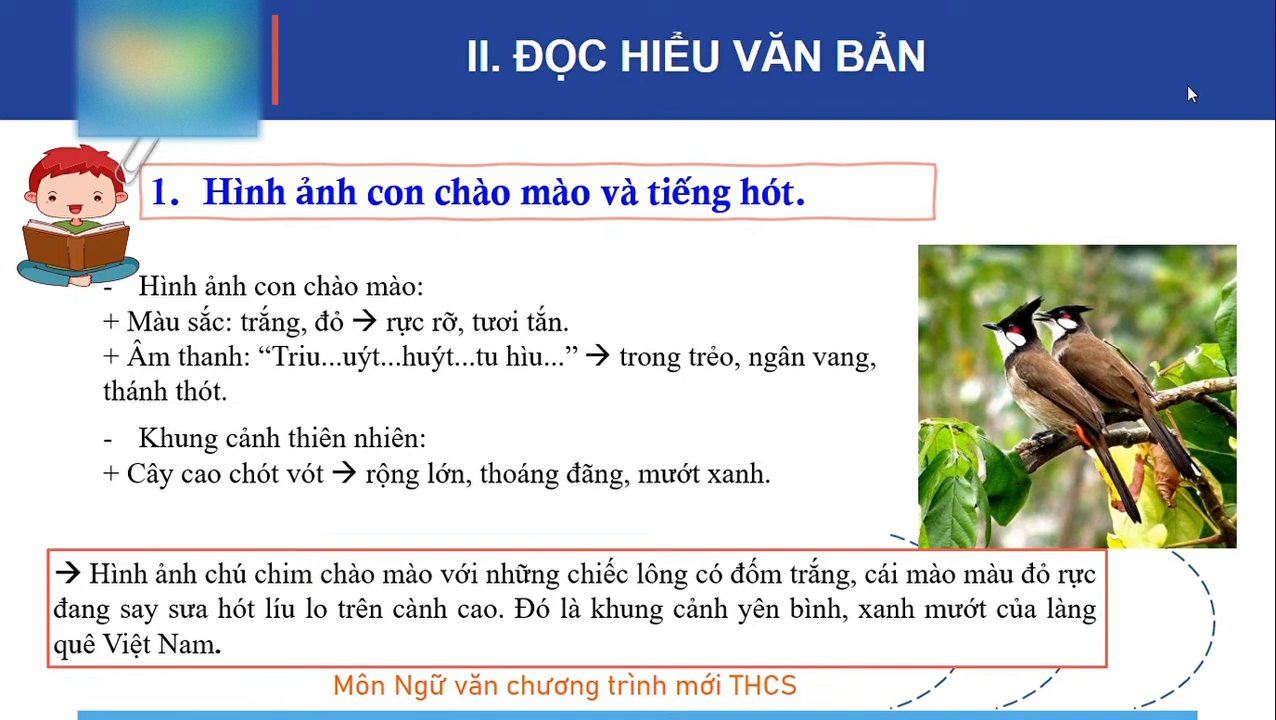 II. ĐỌC HIỂU VĂN BẢN
1. Hình ảnh con chào mào và tiếng hót.
- Hình ảnh con chào mào:
+ Màu sắc: trắng, đỏ → rực rỡ, tươi tắn.
+ Âm thanh: “Triu...uýt...huýt...tu hìu...” → trong trẻo, ngân vang,
thánh thót.
- Khung cảnh thiên nhiên:
+ Cây cao chót vót → rộng lớn, thoáng đãng, mướt xanh.
→ Hình ảnh chú chim chào mào với những chiếc lông có đốm trắng, cái mào màu đỏ rực
đang say sưa hót líu lo trên cành cao. Đó là khung cảnh yên bình, xanh mướt của làng
quê Việt Nam.
Môn Ngữ văn chương trình mới THCS